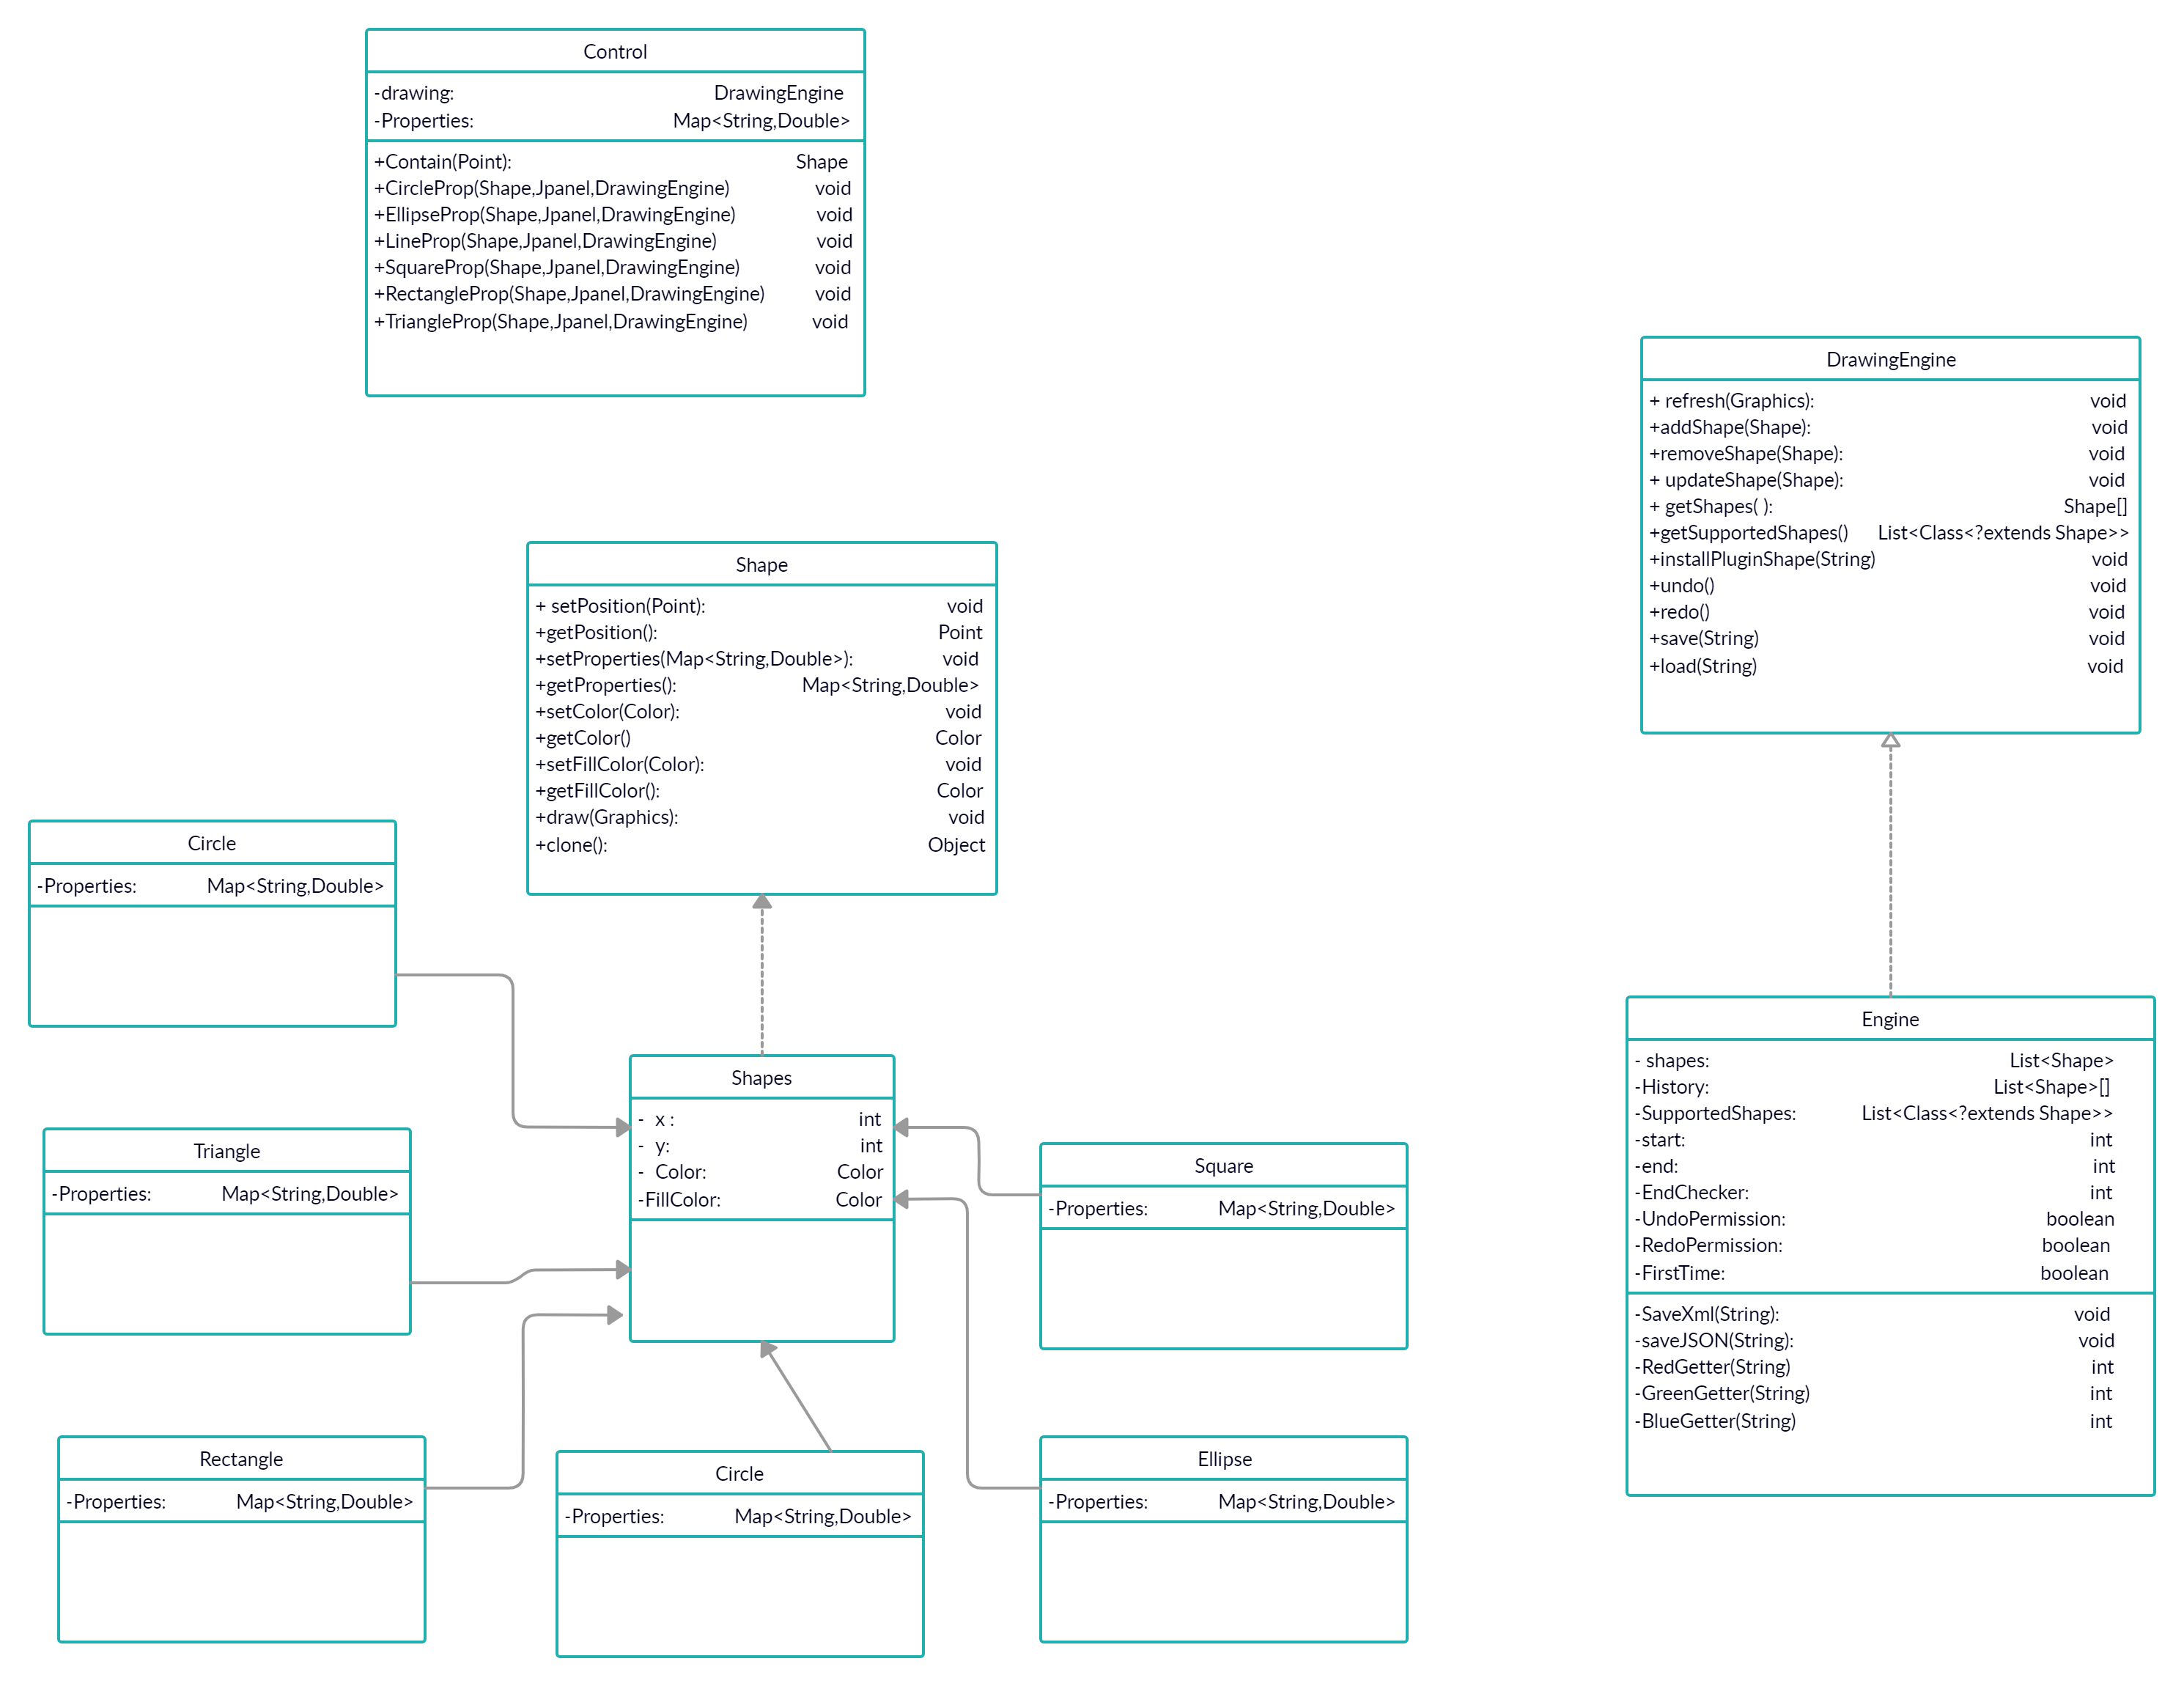 Control
-drawing: DrawingEngine
-Properties: Map<String,Double>
+Contain(Point): Shape
+CircleProp(Shape,Jpanel,DrawingEngine) void
+EllipseProp(Shape,Jpanel,DrawingEngine) void
+LineProp(Shape,Jpanel,DrawingEngine) void
+SquareProp(Shape,Jpanel,DrawingEngine) void
+RectangleProp(Shape,Jpanel,DrawingEngine) void
+TriangleProp(Shape,Jpanel,DrawingEngine) void
DrawingEngine
+ refresh(Graphics): void
+addShape(Shape): void
+removeShape(Shape): void
+ updateShape(Shape): void
+ getShapes( ): Shape[]
+getSupportedShapes() List<Class<?extends Shape>>
+installPluginShape(String) void
+undo() void
+redo() void
+save(String) void
+load(String) void
Shape
+ setPosition(Point): void
+getPosition(): Point
+setProperties(Map<String,Double>): void
+getProperties(): Map<String,Double>
+setColor(Color): void
+getColor() Color
+setFillColor(Color): void
+getFillColor(): Color
+draw(Graphics): void
+clone(): Object
Circle
-Properties: Map<String,Double>
Shapes
- x : int
- y: int
- Color: Color
-FillColor: Color
Triangle
-Properties: Map<String,Double>
Square
-Properties: Map<String,Double>
Engine
- shapes: List<Shape>
-History: List<Shape>[]
-SupportedShapes: List<Class<?extends Shape>>
-start: int
-end: int
-EndChecker: int
-UndoPermission: boolean
-RedoPermission: boolean
-FirstTime: boolean
-SaveXml(String): void
-saveJSON(String): void
-RedGetter(String) int
-GreenGetter(String) int
-BlueGetter(String) int
Rectangle
-Properties: Map<String,Double>
Circle
-Properties: Map<String,Double>
Ellipse
-Properties: Map<String,Double>